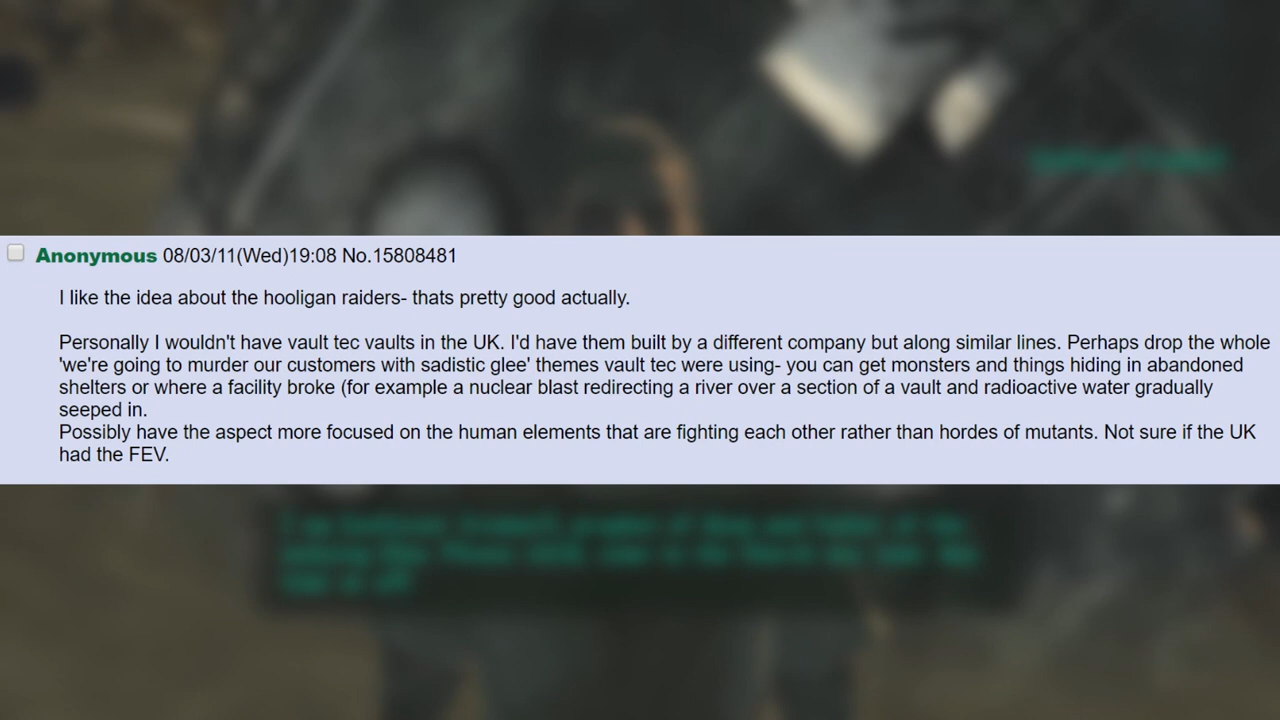 Anonymous 08/03/11(Wed)19:08 No.15808481
I like the idea about the hooligan raiders- thats pretty good actually.
Personally I wouldn't have vault tec vaults in the UK. I'd have them built by a different company but along similar lines. Perhaps drop the whole
'we're going to murder our customers with sadistic glee' themes vault tec were using- you can get monsters and things hiding in abandoned
shelters or where a facility broke (for example a nuclear blast redirecting a river over a section of a vault and radioactive water gradually
seeped in.
Possibly have the aspect more focused on the human elements that are fighting each other rather than hordes of mutants. Not sure if the UK
had the FEV.